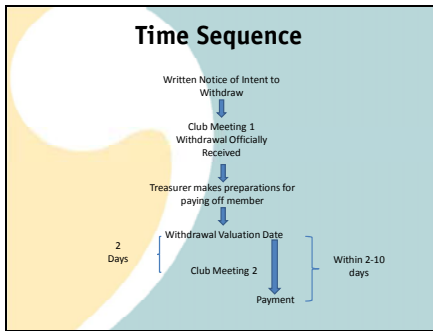 Time Sequence
Written Notice of Intent to
Withdraw
Club Meeting 1
Withdrawal Officially
Received
Treasurer makes preparations for
paying off member
Withdrawal Valuation Date
2
Days
Club Meeting 2
Within 2-10
days
Payment